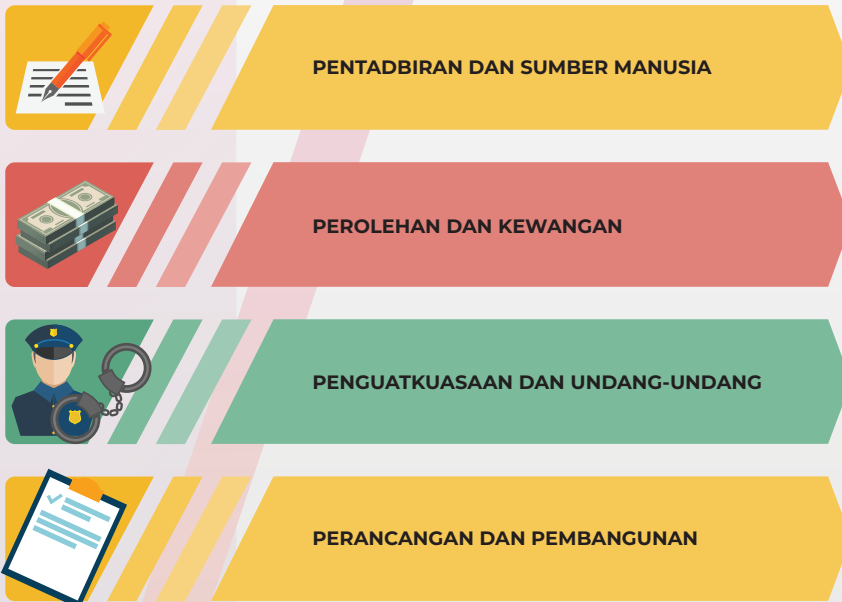 PENTADBIRAN DAN SUMBER MANUSIA
PEROLEHAN DAN KEWANGAN
PENGUATKUASAAN DAN UNDANG-UNDANG
PERANCANGAN DAN PEMBANGUNAN